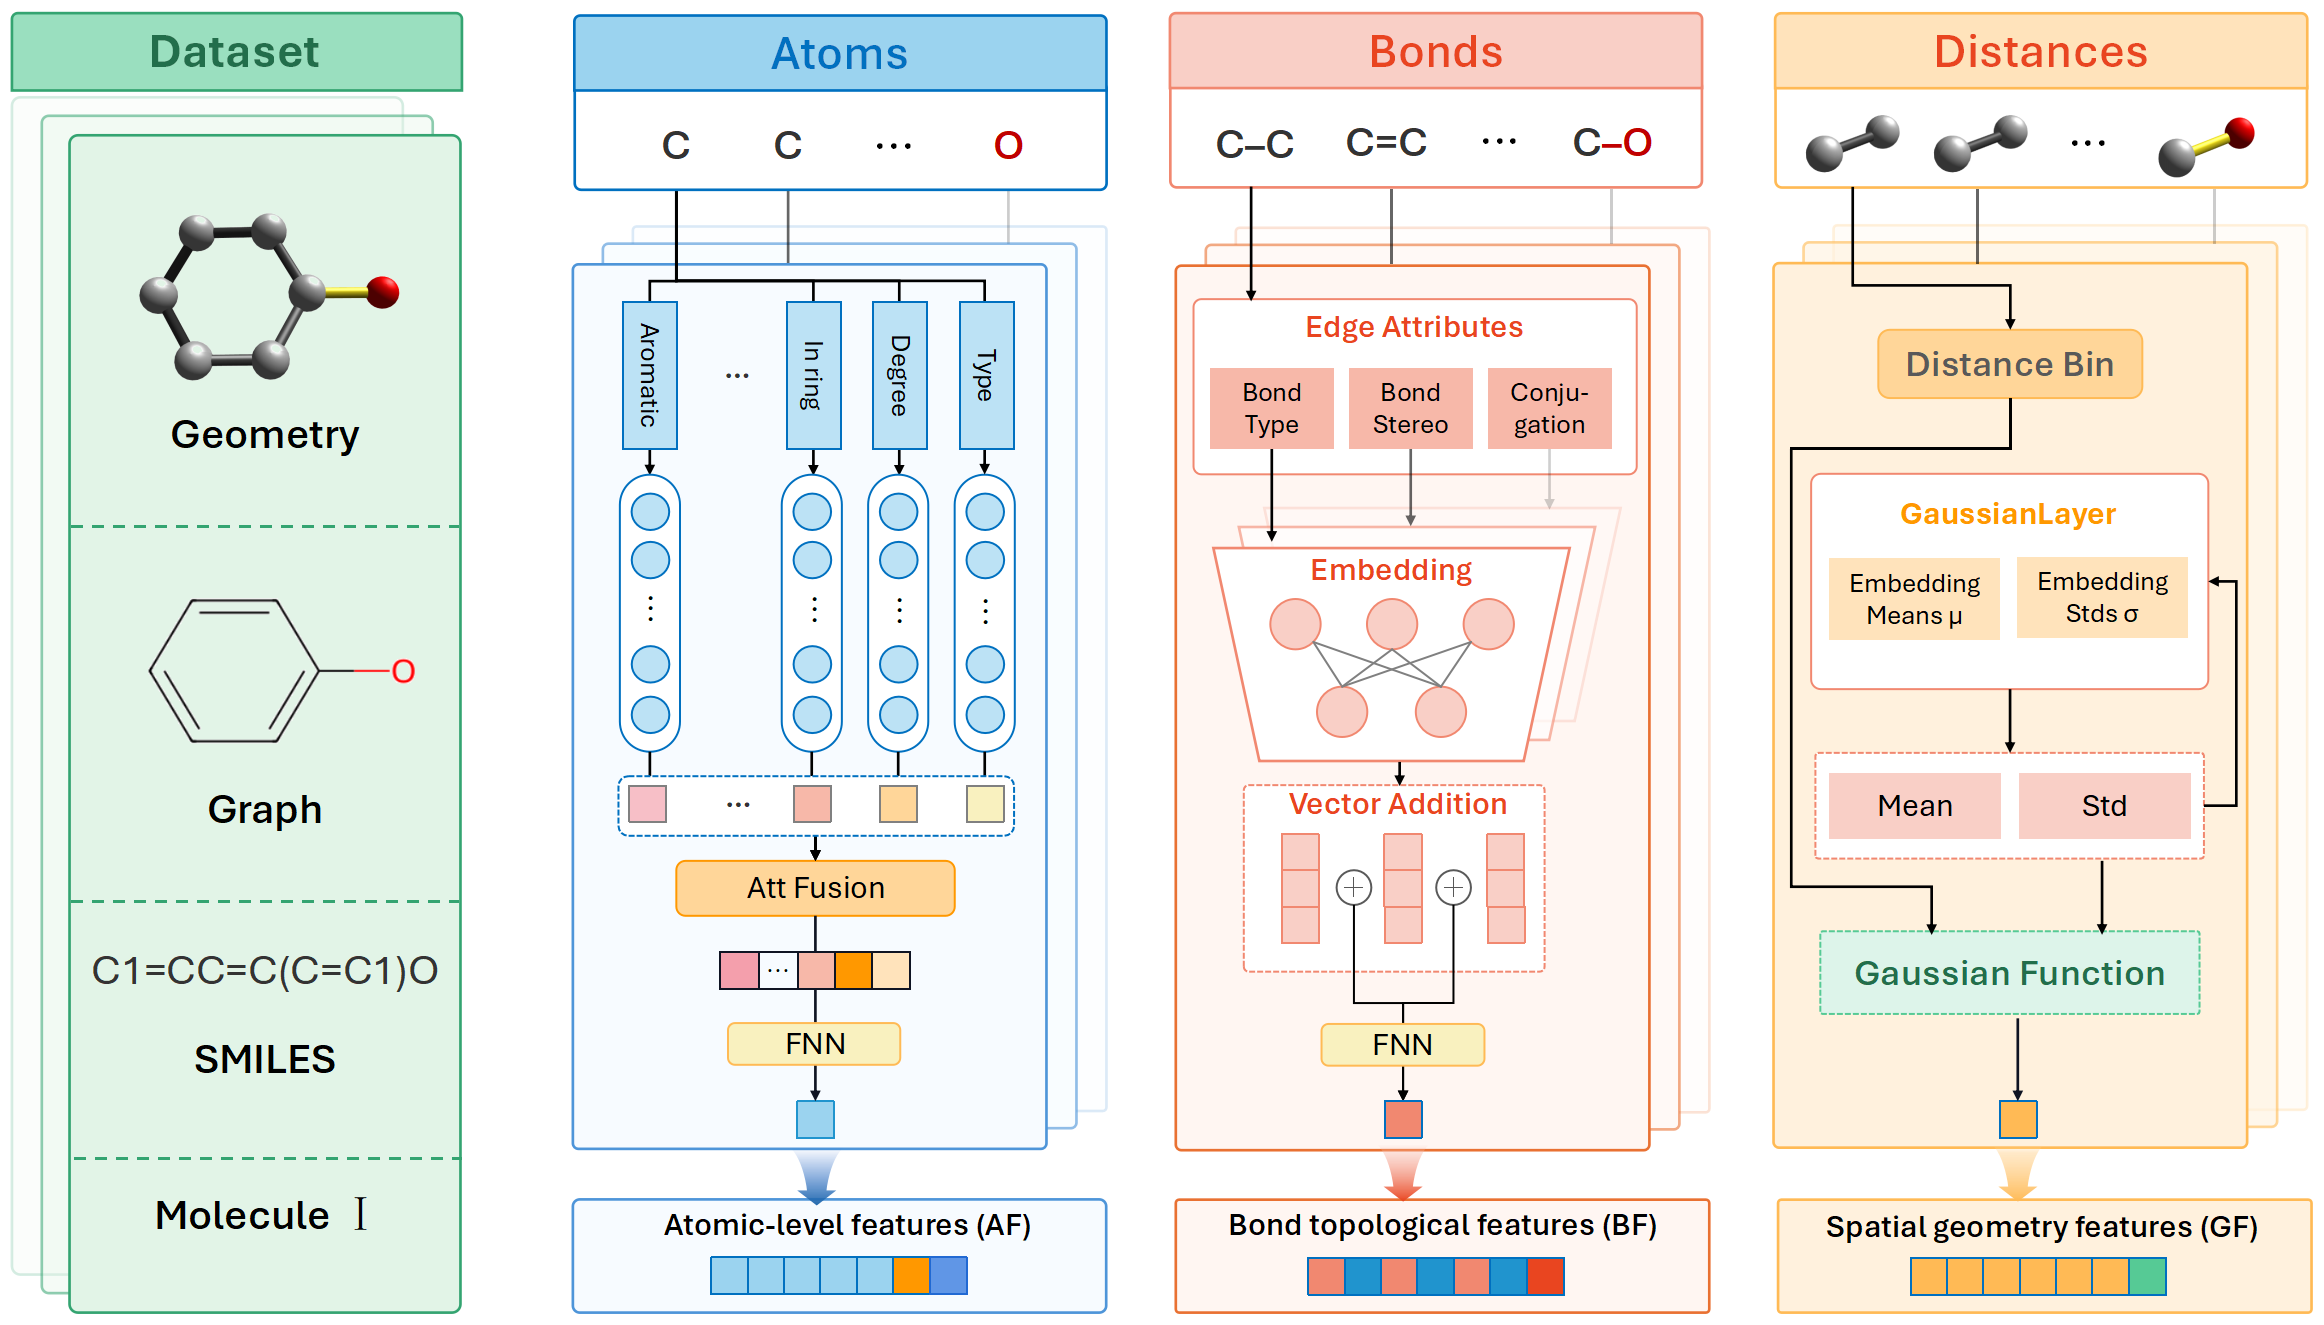 Dataset
Geometry
Graph
O
C1=CC=C(C=C1)O
SMILES
Molecule I
Atoms
C C ... O
Aromatic
...
In ring
Degree
Type
...
Att Fusion
...
FNN
Atomic-level features (AF)
Bonds
C–C C=C ... C–O
Edge Attributes
Bond
Type
Bond
Stereo
Conju-
gation
Embedding
Vector Addition
FNN
Bond topological features (BF)
Distances
...
Distance Bin
GaussianLayer
Embedding
Means μ
Embedding
Stds σ
Mean
Std
Gaussian Function
Spatial geometry features (GF)